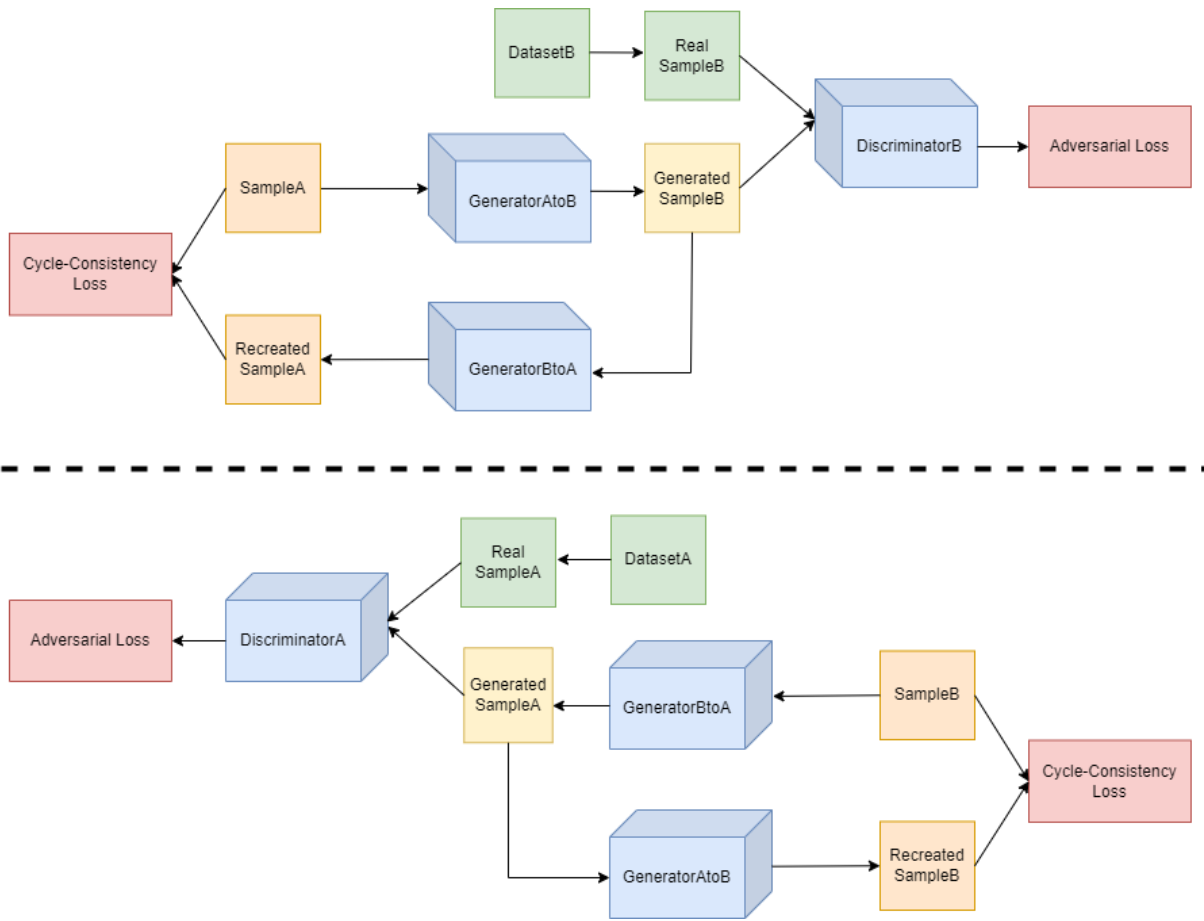 DatasetB
Real
SampleB
DiscriminatorB
Adversarial Loss
SampleA
GeneratorAtoB
Generated
SampleB
Cycle-Consistency
Loss
Recreated
SampleA
GeneratorBtoA
Real
SampleA
DatasetA
Adversarial Loss
DiscriminatorA
Generated
SampleA
GeneratorBtoA
SampleB
Cycle-Consistency
Loss
GeneratorAtoB
Recreated
SampleB